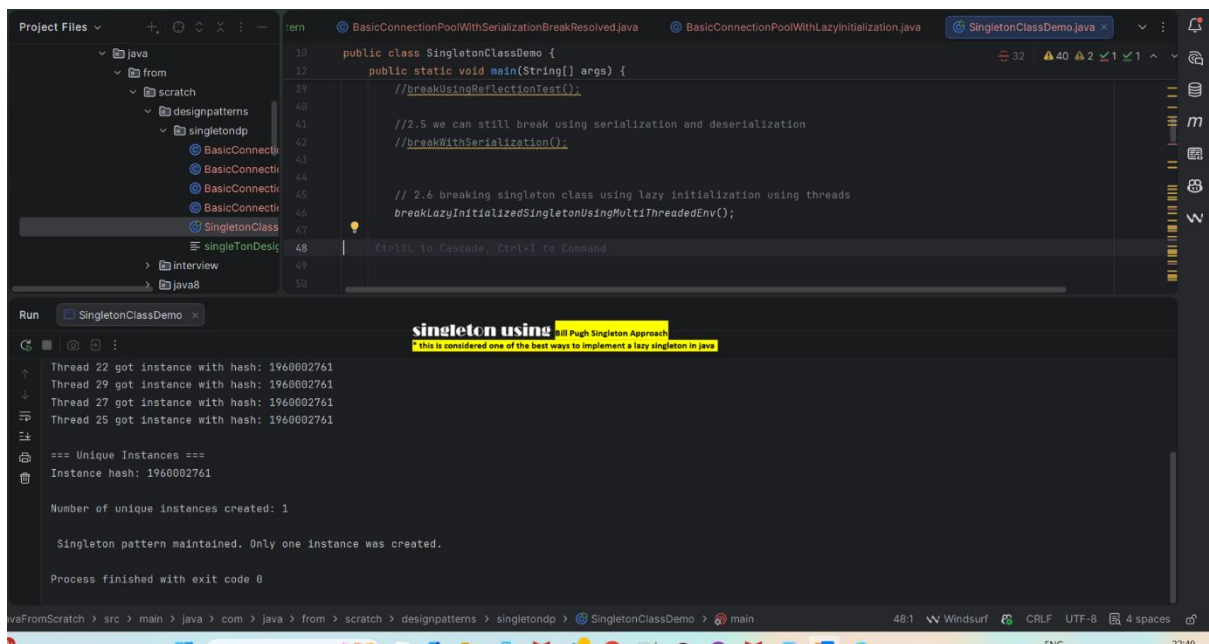 Project Files
tern
BasicConnectionPoolWithSerializationBreakResolved.java
BasicConnectionPoolWithLazyInitialization.java
SingletonClassDemo.java
java
from
scratch
designpatterns
singletondp
BasicConnecti
BasicConnecti
BasicConnecti
BasicConnecti
SingletonClass
singleTonDesig
interview
java8
32 40 2 1 1
10 public class SingletonClassDemo {
12 public static void main(String[] args) {
39 //breakUsingReflectionTest();
40
41 //2.5 we can still break using serialization and deserialization
42 //breakWithSerialization();
43
44
45 // 2.6 breaking singleton class using lazy initialization using threads
46 breakLazyInitializedSingletonUsingMultiThreadedEnv();
47
48 Ctrl+L to Cascade, Ctrl+I to Command
49
50
Run SingletonClassDemo
singleton using Bill Pugh Singleton Approach
* this is considered one of the best ways to implement a lazy singleton in java
Thread 22 got instance with hash: 1960002761
Thread 29 got instance with hash: 1960002761
Thread 27 got instance with hash: 1960002761
Thread 25 got instance with hash: 1960002761
=== Unique Instances ===
Instance hash: 1960002761
Number of unique instances created: 1
Singleton pattern maintained. Only one instance was created.
Process finished with exit code 0
vaFromScratch > src > main > java > com > java > from > scratch > designpatterns > singletondp > SingletonClassDemo > main
48:1 Windsurf CRLF UTF-8 4 spaces